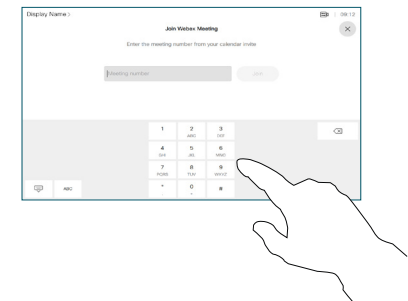 Display Name
09:12
Join Webex Meeting
Enter the meeting number from your calendar invite
Meeting number
Join
1 2 3
ABC DEF
4 5 6
GHI JKL MNO
7 8 9
PQRS TUV WXYZ
* 0 #
+
ABC